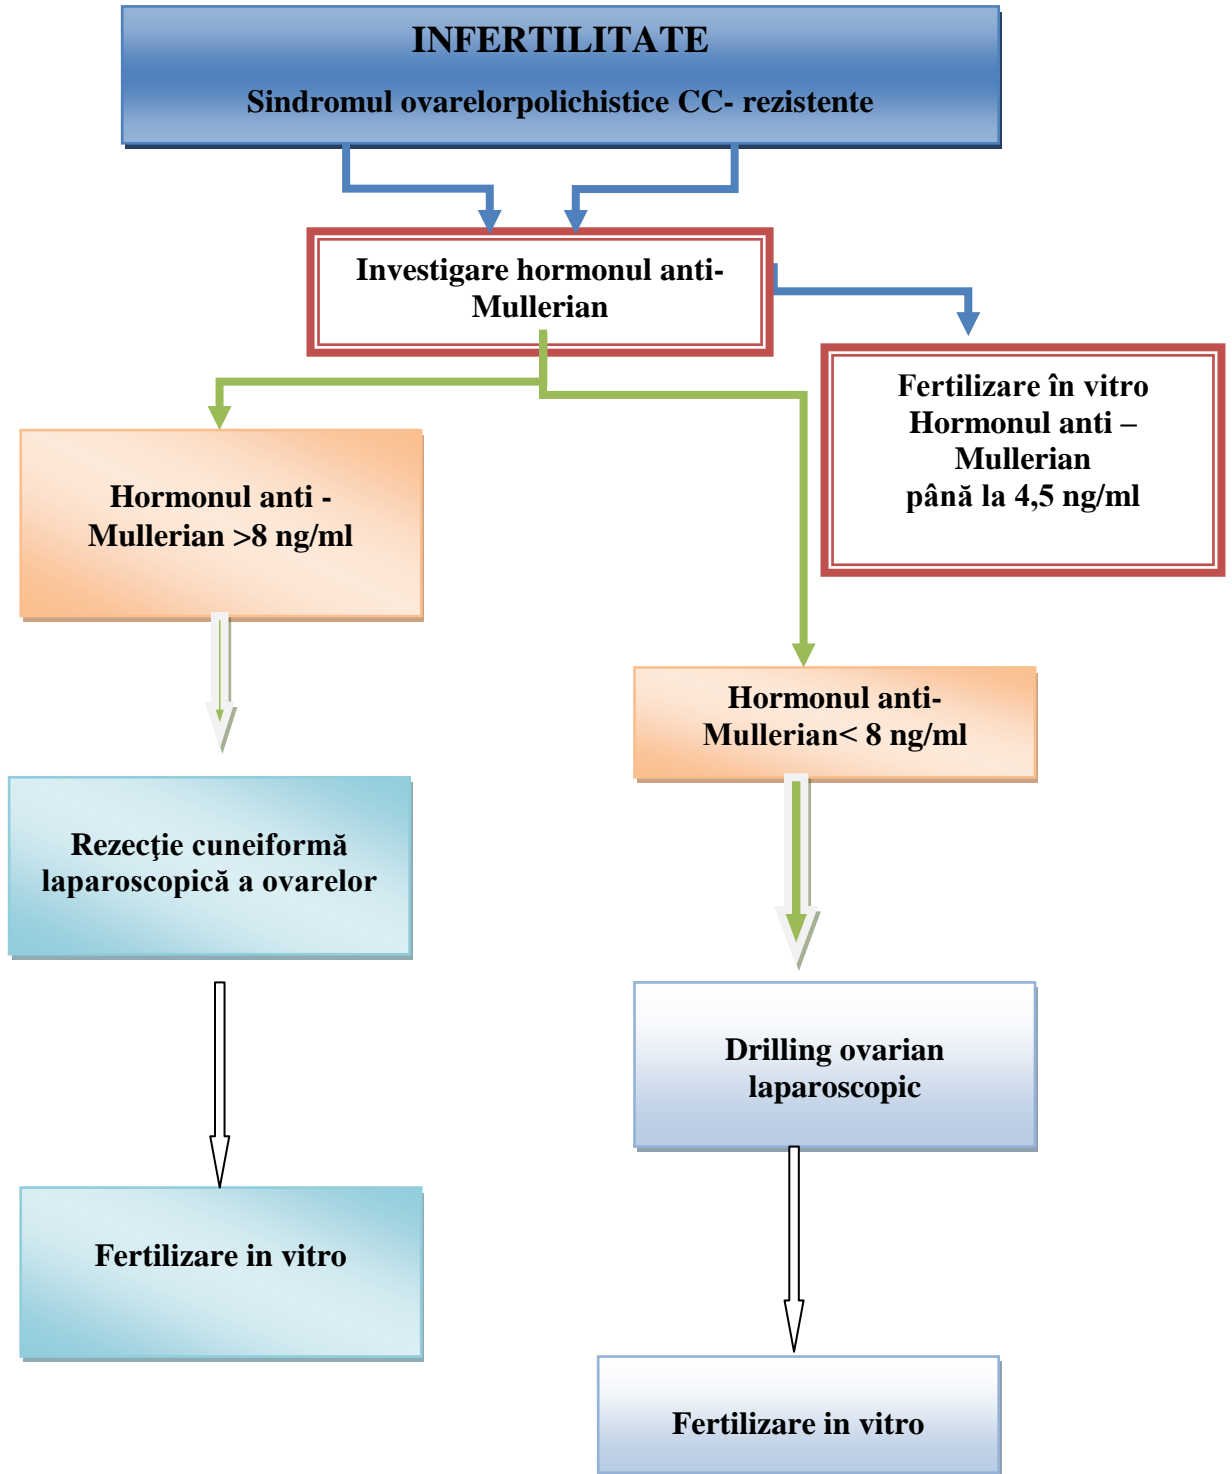 INFERTILITATE
Sindromul ovarelorpolichistice CC- rezistente
Investigare hormonul anti-
Mullerian
Fertilizare în vitro
Hormonul anti –
Mullerian
până la 4,5 ng/ml
Hormonul anti -
Mullerian >8 ng/ml
Hormonul anti-
Mullerian< 8 ng/ml
Rezecţie cuneiformă
laparoscopică a ovarelor
Drilling ovarian
laparoscopic
Fertilizare in vitro
Fertilizare in vitro